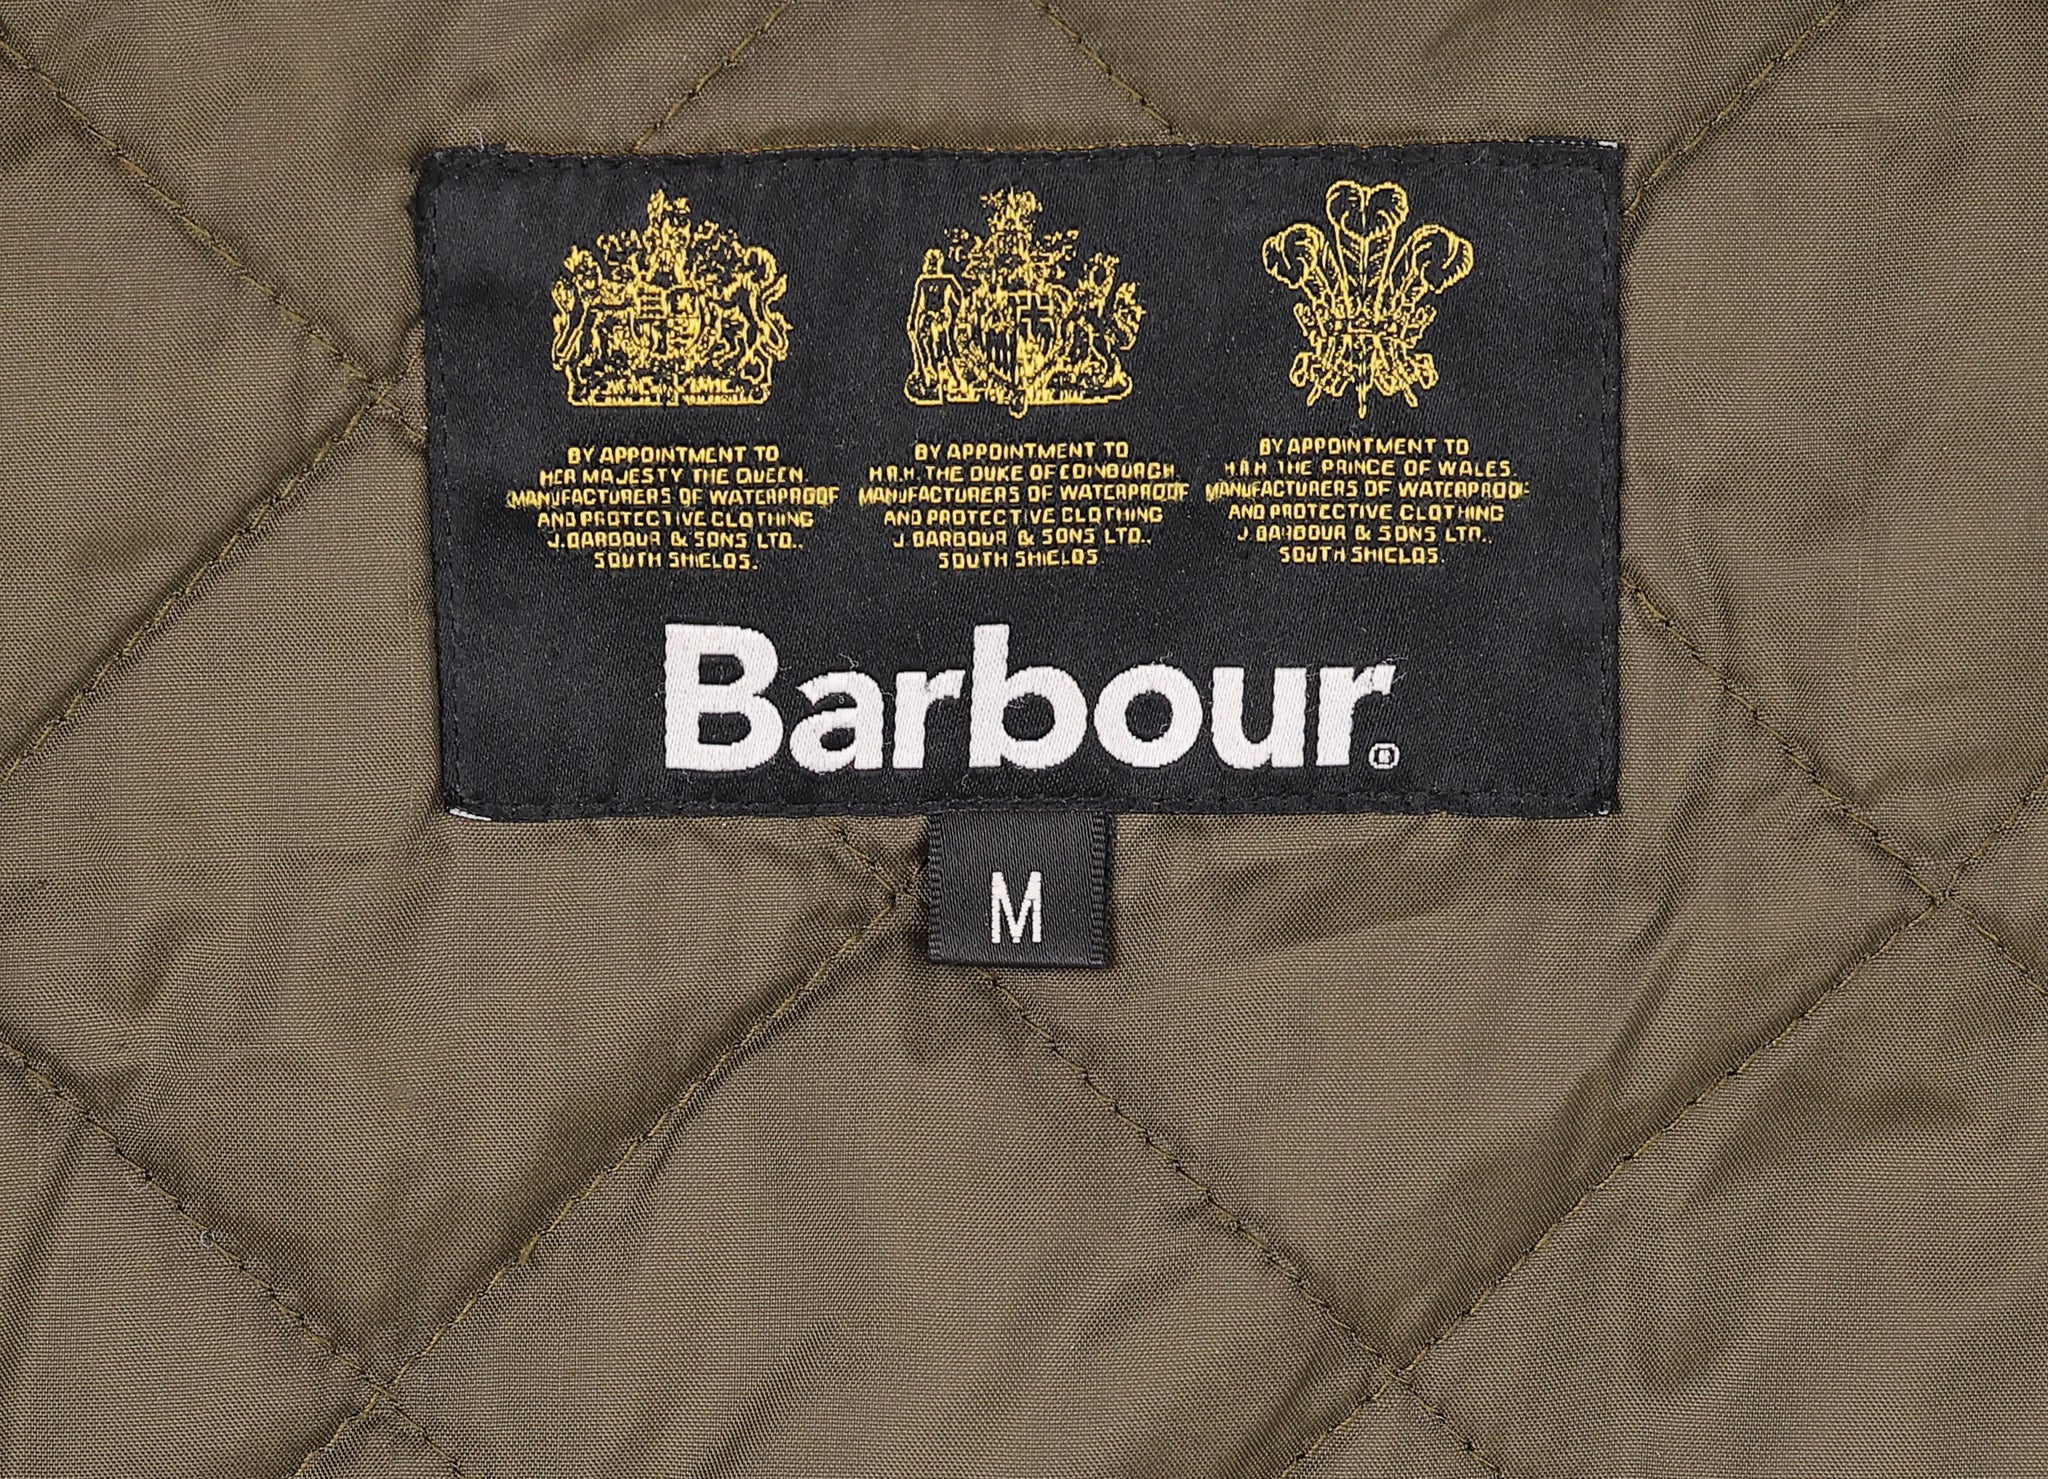 BY APPOINTMENT TO
HER MAJESTY THE QUEEN.
MANUFACTURERS OF WATERPROOF
AND PROTECTIVE CLOTHING
J. BARBOUR & SONS LTD.,
SOUTH SHIELDS.
BY APPOINTMENT TO
H.R.H. THE DUKE OF EDINBURGH.
MANUFACTURERS OF WATERPROOF
AND PROTECTIVE CLOTHING
J. BARBOUR & SONS LTD.,
SOUTH SHIELDS
BY APPOINTMENT TO
H.R.H. THE PRINCE OF WALES.
MANUFACTURERS OF WATERPROOF
AND PROTECTIVE CLOTHING
J. BARBOUR & SONS LTD.,
SOUTH SHIELDS.
Barbour®
M